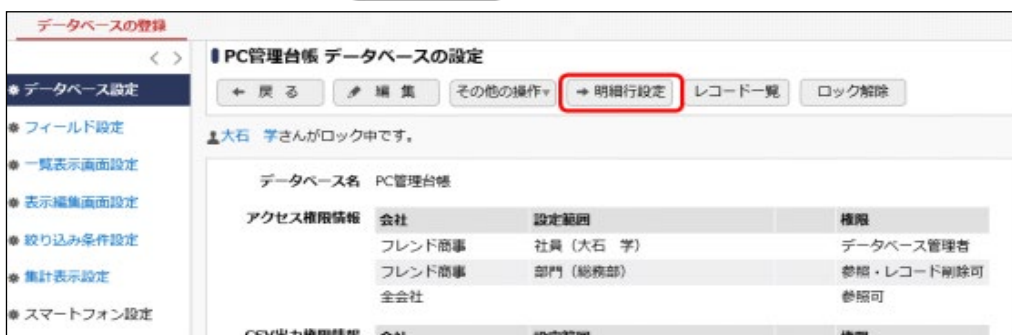 データベースの登録
< >
PC管理台帳 データベースの設定
データベース設定
← 戻 る 編 集 その他の操作▾ → 明細行設定 レコード一覧 ロック解除
フィールド設定
大石 学さんがロック中です。
一覧表示画面設定
データベース名 PC管理台帳
表示編集画面設定
アクセス権限情報 会社 設定範囲 権限
絞り込み条件設定
フレンド商事 社員（大石 学） データベース管理者
集計表示設定
フレンド商事 部門（総務部） 参照・レコード削除可
全会社 参照可
スマートフォン設定
CSV出力権限情報 会社 設定範囲 権限